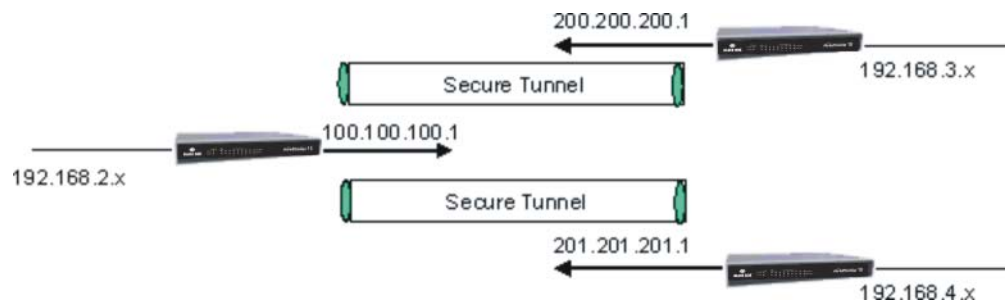 200.200.200.1
192.168.3.x
Secure Tunnel
100.100.100.1
192.168.2.x
Secure Tunnel
201.201.201.1
192.168.4.x